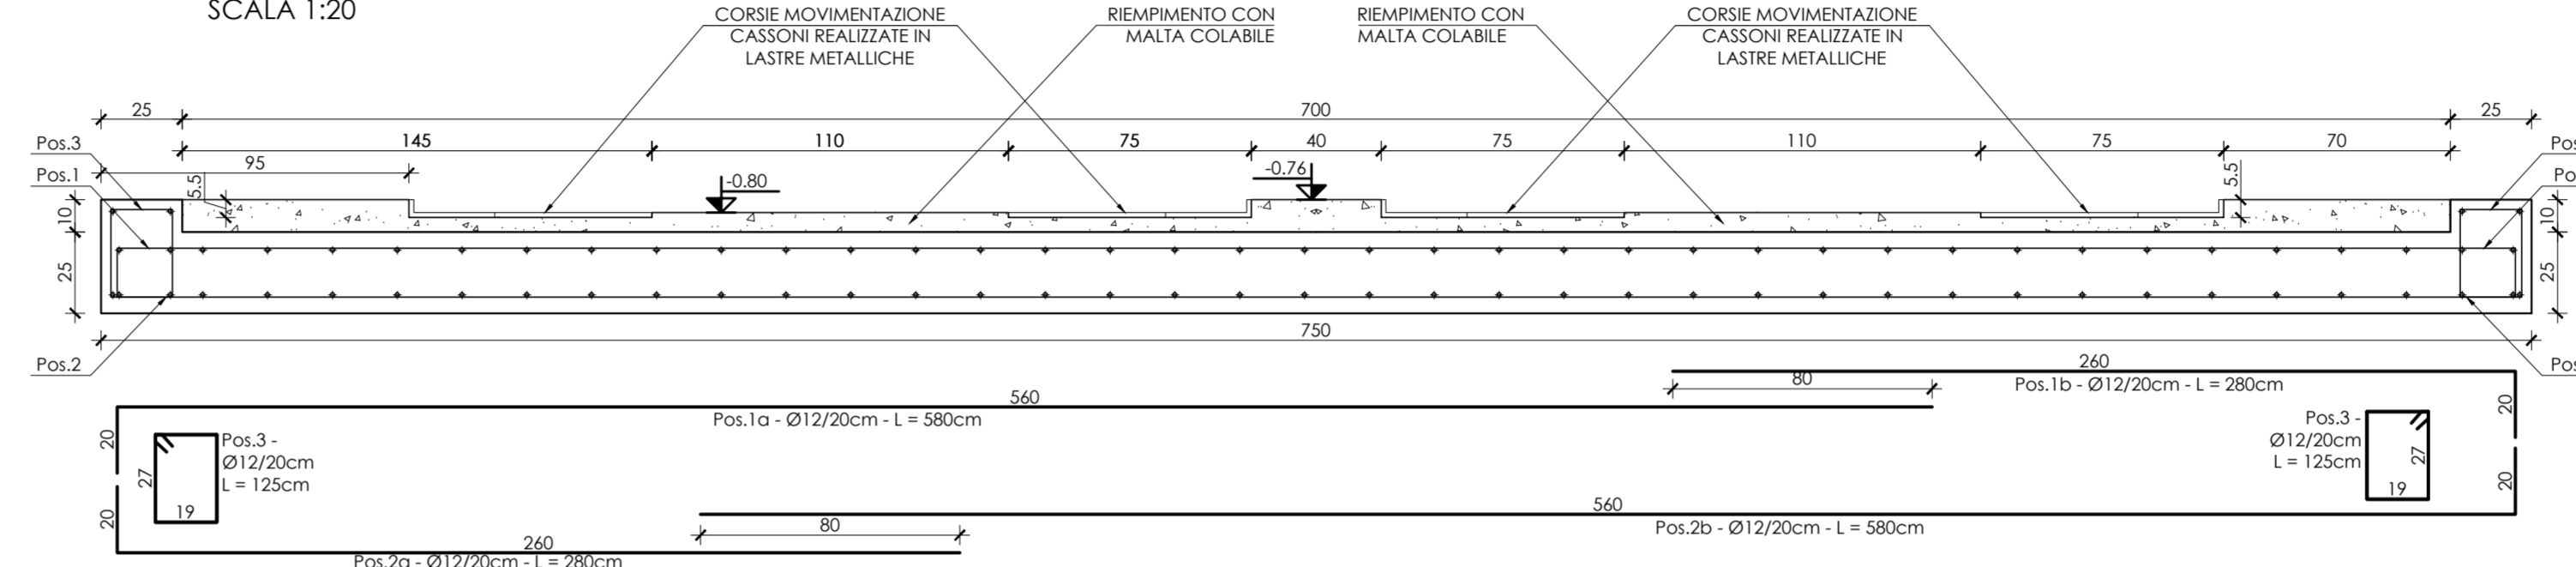 SCALA 1:20
CORSIE MOVIMENTAZIONE
CASSONI REALIZZATE IN
LASTRE METALLICHE
RIEMPIMENTO CON
MALTA COLABILE
RIEMPIMENTO CON
MALTA COLABILE
CORSIE MOVIMENTAZIONE
CASSONI REALIZZATE IN
LASTRE METALLICHE
25
700
25
Pos.3
145
110
75
40
75
110
75
70
Pos
95
Pos.1
5.5
-0.80
-0.76
5.5
Po
10
10
25
25
750
Pos.2
Pos
260
80
Pos.1b - Ø12/20cm - L = 280cm
560
Pos.1a - Ø12/20cm - L = 580cm
20
20
Pos.3 -
Ø12/20cm
L = 125cm
27
19
Pos.3 -
Ø12/20cm
L = 125cm
27
19
20
20
560
80
Pos.2b - Ø12/20cm - L = 580cm
260
Pos.2a - Ø12/20cm - L = 280cm